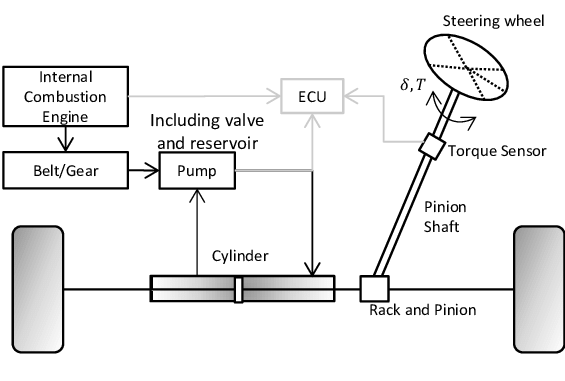 Steering wheel
δ, T
Internal
Combustion
Engine
ECU
Including valve
and reservoir
Torque Sensor
Belt/Gear
Pump
Pinion
Shaft
Cylinder
Rack and Pinion